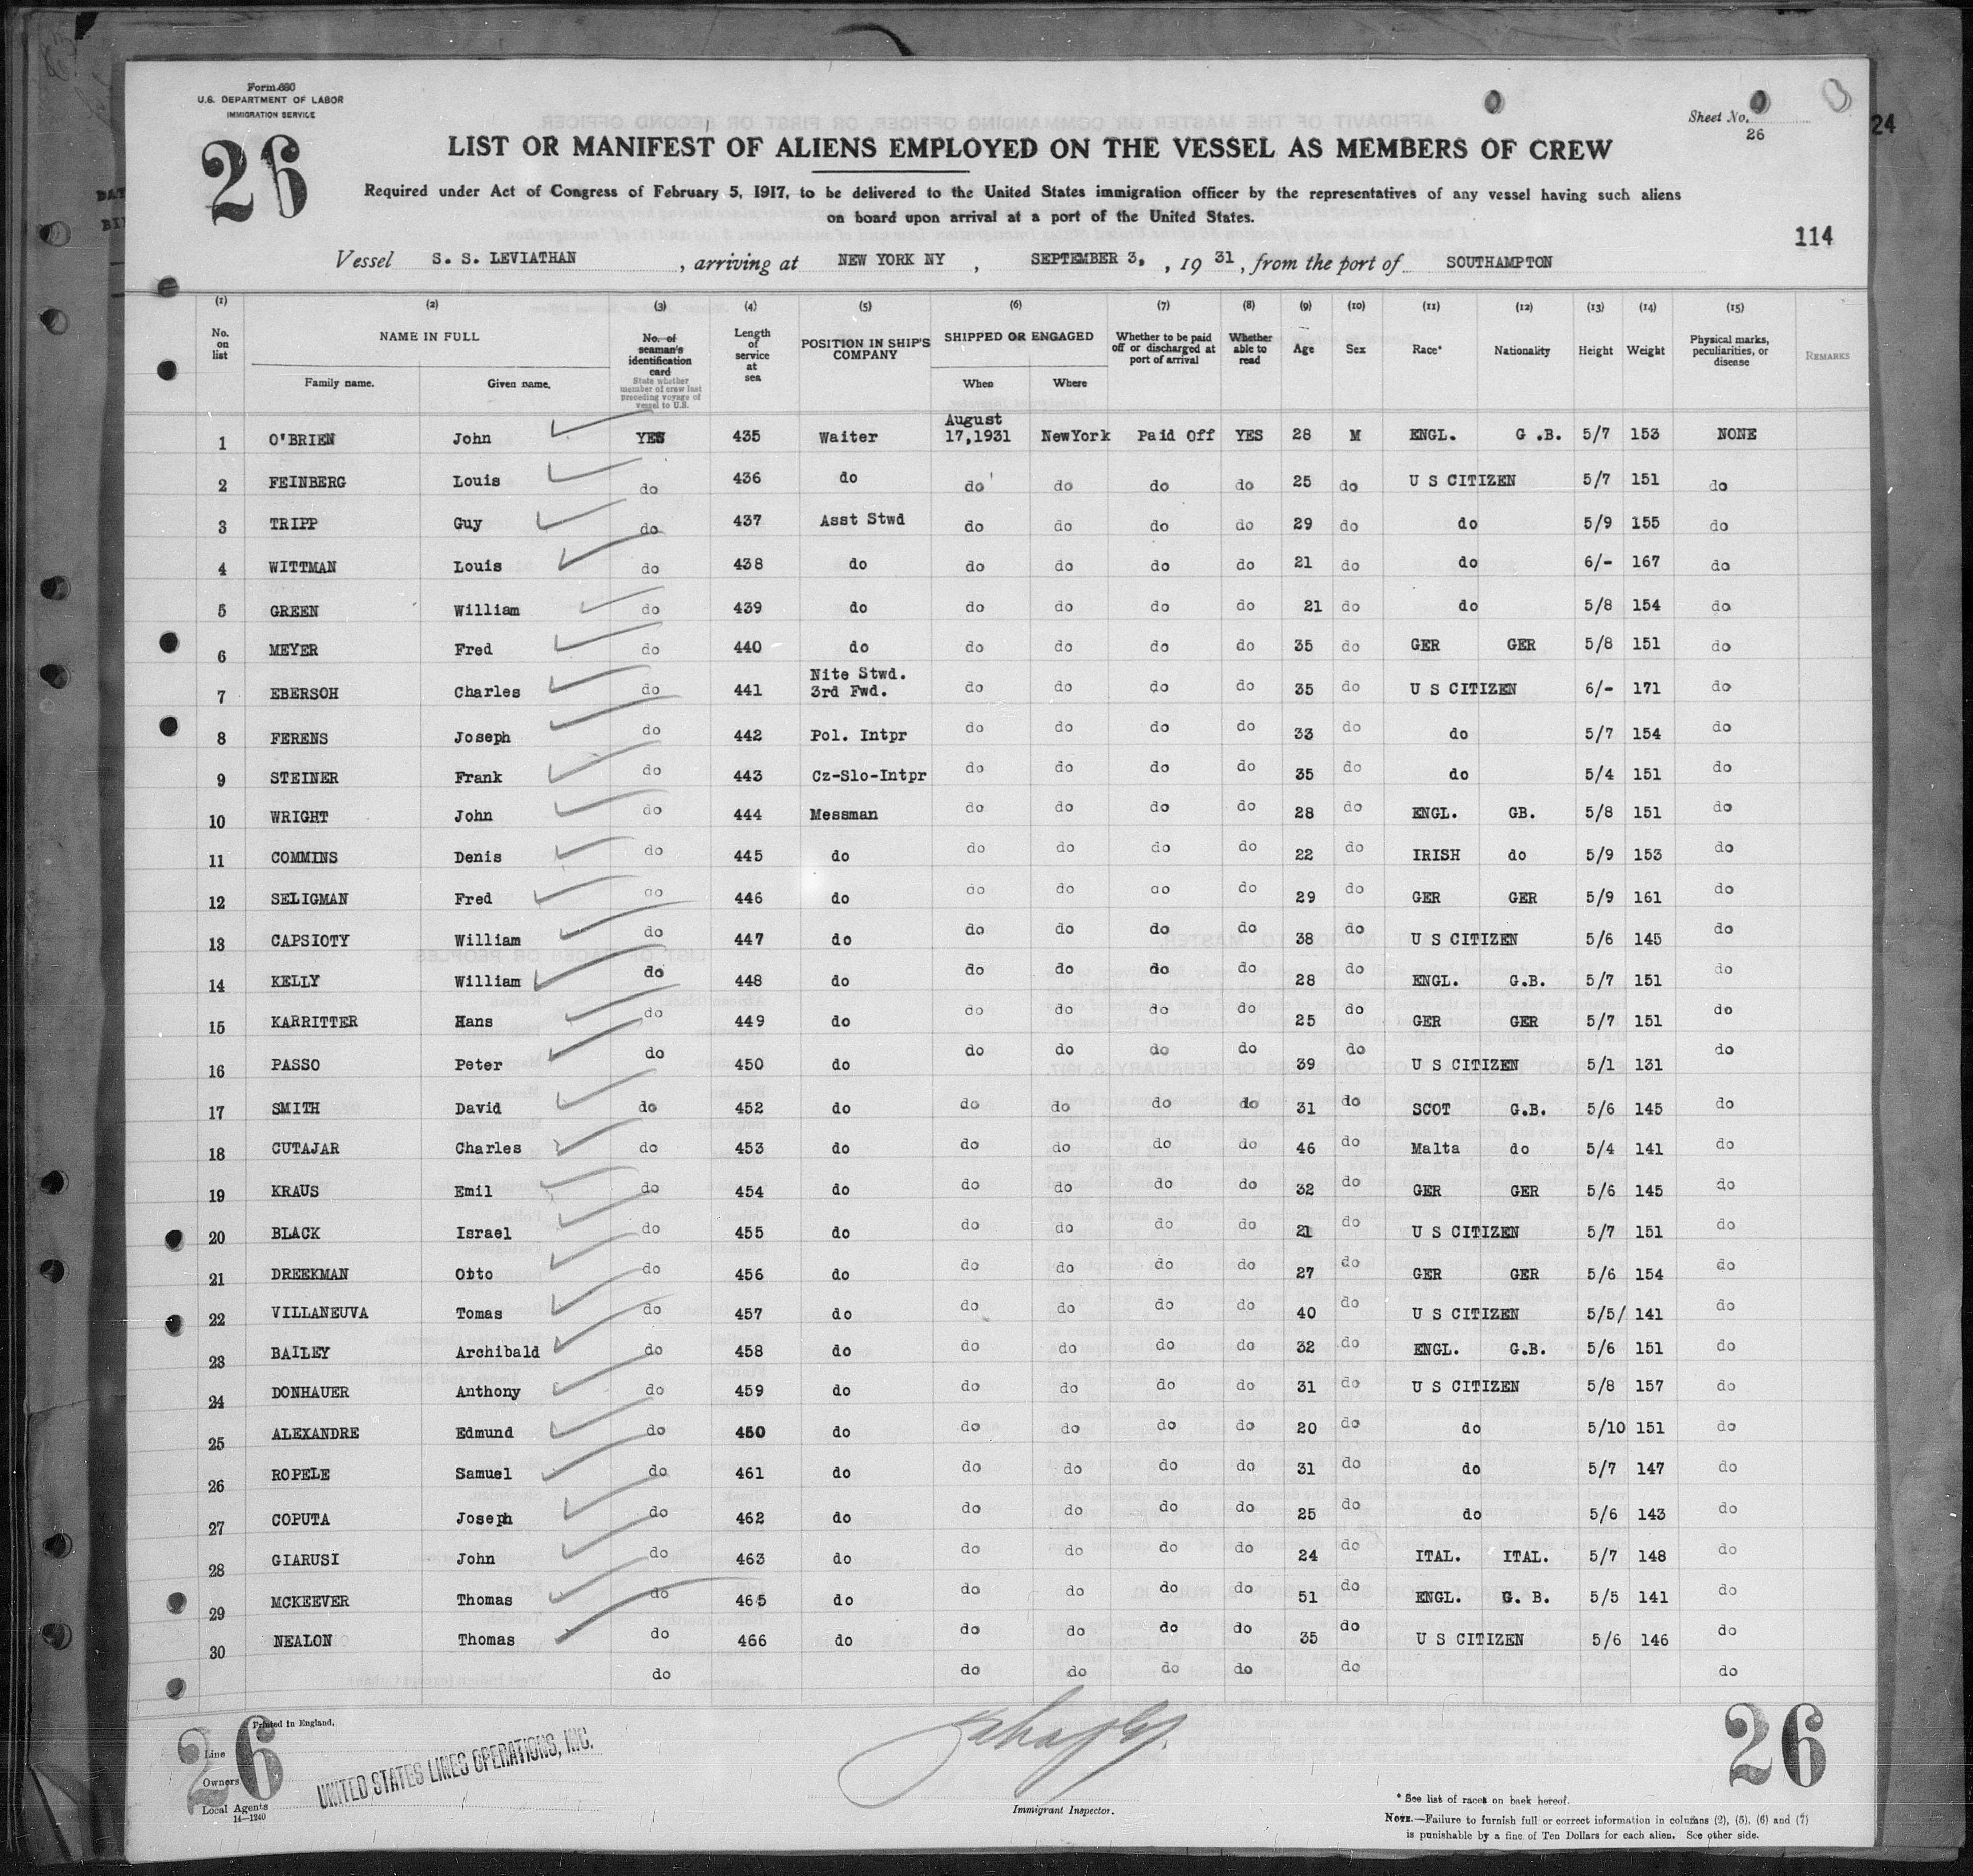 Form 680
U.S. DEPARTMENT OF LABOR
IMMIGRATION SERVICE
26
Sheet No.
26
24
LIST OR MANIFEST OF ALIENS EMPLOYED ON THE VESSEL AS MEMBERS OF CREW
Required under Act of Congress of February 5, 1917, to be delivered to the United States immigration officer by the representatives of any vessel having such aliens
on board upon arrival at a port of the United States.
114
Vessel S. S. LEVIATHAN , arriving at NEW YORK NY , SEPTEMBER 3, , 19 31 , from the port of SOUTHAMPTON
(1) (2) (3) (4) (5) (6) (7) (8) (9) (10) (11) (12) (13) (14) (15)
No. on list NAME IN FULL Family name. Given name. No. of seaman's identification card State whether member of crew last preceding voyage of vessel to U.S. Length of service at sea POSITION IN SHIP'S COMPANY SHIPPED OR ENGAGED When Where Whether to be paid off or discharged at port of arrival Whether able to read Age Sex Race* Nationality Height Weight Physical marks, peculiarities, or disease REMARKS
1 O'BRIEN John YES 435 Waiter August 17,1931 NewYork Paid Off YES 28 M ENGL. G .B. 5/7 153 NONE
2 FEINBERG Louis do 436 do do do do do 25 do U S CITIZEN 5/7 151 do
3 TRIPP Guy do 437 Asst Stwd do do do do 29 do do 5/9 155 do
4 WITTMAN Louis do 438 do do do do do 21 do do 6/- 167 do
5 GREEN William do 439 do do do do do 21 do do 5/8 154 do
6 MEYER Fred do 440 do do do do do 35 do GER GER 5/8 151 do
7 EBERSOH Charles do 441 Nite Stwd. 3rd Fwd. do do do do 35 do U S CITIZEN 6/- 171 do
8 FERENS Joseph do 442 Pol. Intpr do do do do 33 do do 5/7 154 do
9 STEINER Frank do 443 Cz-Slo-Intpr do do do do 35 do do 5/4 151 do
10 WRIGHT John do 444 Messman do do do do 28 do ENGL. GB. 5/8 151 do
11 COMMINS Denis do 445 do do do do do 22 do IRISH do 5/9 153 do
12 SELIGMAN Fred do 446 do do do do do 29 do GER GER 5/9 161 do
13 CAPSIOTY William do 447 do do do do do 38 do U S CITIZEN 5/6 145 do
14 KELLY William do 448 do do do do do 28 do ENGL. G.B. 5/7 151 do
15 KARRITTER Hans do 449 do do do do do 25 do GER GER 5/7 151 do
16 PASSO Peter do 450 do do do do do 39 do U S CITIZEN 5/1 131 do
17 SMITH David do 452 do do do do do 31 do SCOT G.B. 5/6 145 do
18 CUTAJAR Charles do 453 do do do do do 46 do Malta do 5/4 141 do
19 KRAUS Emil do 454 do do do do do 32 do GER GER 5/6 145 do
20 BLACK Israel do 455 do do do do do 21 do U S CITIZEN 5/7 151 do
21 DREEKMAN Otto do 456 do do do do do 27 do GER GER 5/6 154 do
22 VILLANEUVA Tomas do 457 do do do do do 40 do U S CITIZEN 5/5/ 141 do
23 BAILEY Archibald do 458 do do do do do 32 do ENGL. G.B. 5/6 151 do
24 DONHAUER Anthony do 459 do do do do do 31 do U S CITIZEN 5/8 157 do
25 ALEXANDRE Edmund do 460 do do do do do 20 do do 5/10 151 do
26 ROPELE Samuel do 461 do do do do do 31 do do 5/7 147 do
27 COPUTA Joseph do 462 do do do do do 25 do do 5/6 143 do
28 GIARUSI John do 463 do do do do do 24 do ITAL. ITAL. 5/7 148 do
29 MCKEEVER Thomas do 465 do do do do do 51 do ENGL. G. B. 5/5 141 do
30 NEALON Thomas do 466 do do do do do 35 do U S CITIZEN 5/6 146 do
do do do do do do do
Printed in England.
26
Line
Owners
Local Agents
14—1240
UNITED STATES LINES OPERATIONS, INC.
Immigrant Inspector.
26
* See list of races on back hereof.
NOTE.—Failure to furnish full or correct information in columns (2), (5), (6) and (7)
is punishable by a fine of Ten Dollars for each alien. See other side.